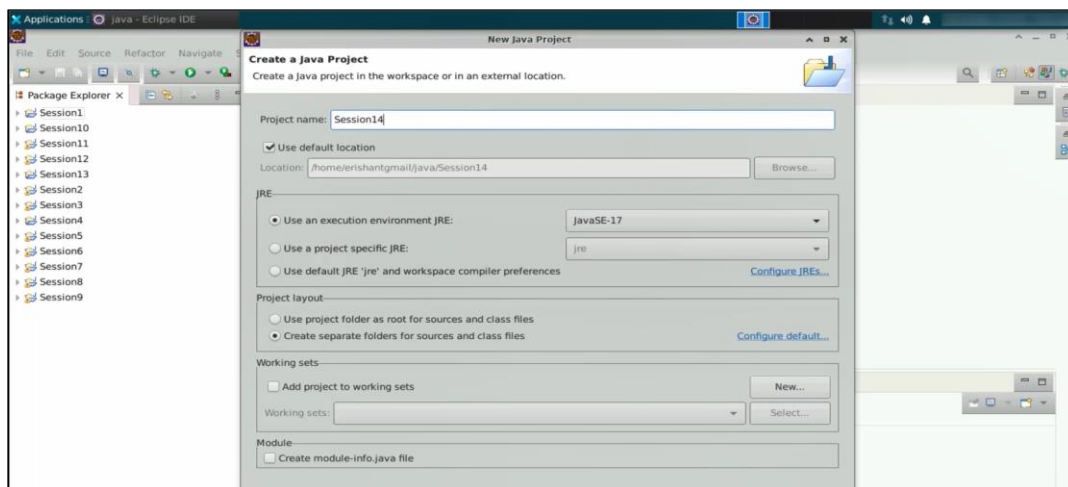 Applications : java - Eclipse IDE
New Java Project
File Edit Source Refactor Navigate S
Create a Java Project
Create a Java project in the workspace or in an external location.
Package Explorer
Session1
Session10
Session11
Session12
Session13
Session2
Session3
Session4
Session5
Session6
Session7
Session8
Session9
Project name: Session14
Use default location
Location: /home/erishantgmail/java/Session14 Browse...
JRE
Use an execution environment JRE: JavaSE-17
Use a project specific JRE: jre
Use default JRE 'jre' and workspace compiler preferences Configure JREs...
Project layout
Use project folder as root for sources and class files
Create separate folders for sources and class files Configure default...
Working sets
Add project to working sets New...
Working sets: Select...
Module
Create module-info.java file